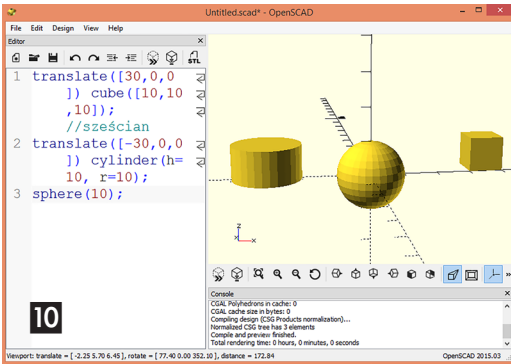 Untitled.scad* - OpenSCAD
File Edit Design View Help
Editor
STL
1 translate([30,0,0
]) cube([10,10
,10]);
//sześcian
2 translate([-30,0,0
]) cylinder(h=
10, r=10);
3 sphere(10);
10
z
x
Console
CGAL Polyhedrons in cache: 0
CGAL cache size in bytes: 0
Compiling design (CSG Products normalization)...
Normalized CSG tree has 3 elements
Compile and preview finished.
Total rendering time: 0 hours, 0 minutes, 0 seconds
Viewport: translate = [ -2.25 5.70 6.45 ], rotate = [ 77.40 0.00 352.10 ], distance = 172.84
OpenSCAD 2015.03